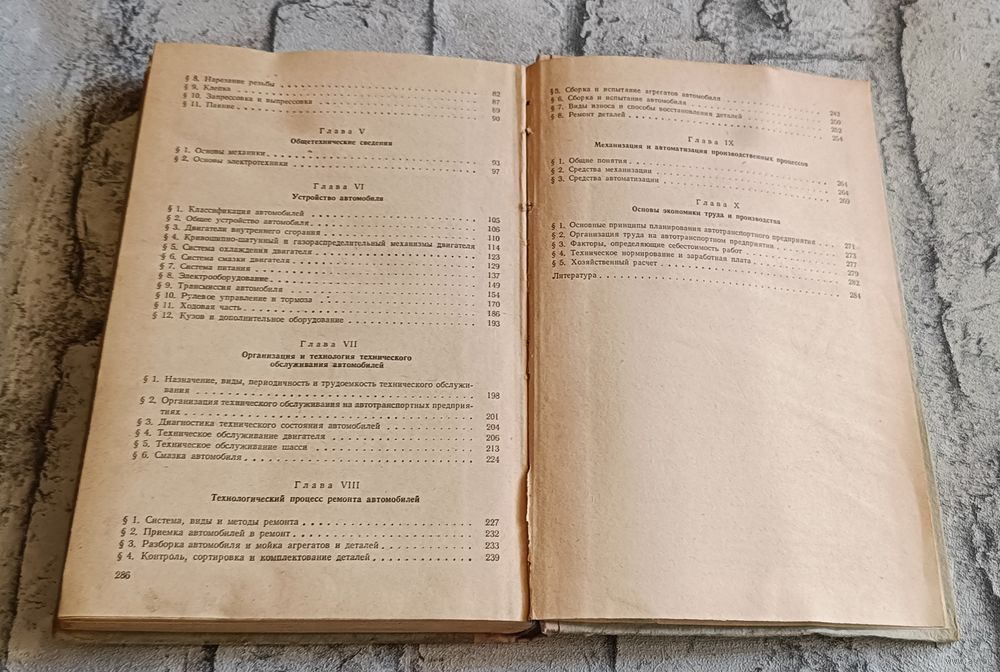 § 8. Нарезание резьбы 82
§ 9. Клепка 87
§ 10. Запрессовка и выпрессовка 89
§ 11. Паяние 90
Глава V
Общетехнические сведения
§ 1. Основы механики 93
§ 2. Основы электротехники 97
Глава VI
Устройство автомобиля
§ 1. Классификация автомобилей 105
§ 2. Общее устройство автомобиля 106
§ 3. Двигатели внутреннего сгорания 110
§ 4. Кривошипно-шатунный и газораспределительный механизмы двигателя 114
§ 5. Система охлаждения двигателя 123
§ 6. Система смазки двигателя 129
§ 7. Система питания 137
§ 8. Электрооборудование 149
§ 9. Трансмиссия автомобиля 154
§ 10. Рулевое управление и тормоза 170
§ 11. Ходовая часть 186
§ 12. Кузов и дополнительное оборудование 193
Глава VII
Организация и технология технического
обслуживания автомобилей
§ 1. Назначение, виды, периодичность и трудоемкость технического обслужи-
вания 198
§ 2. Организация технического обслуживания на автотранспортных предприя-
тиях 201
§ 3. Диагностика технического состояния автомобилей 204
§ 4. Техническое обслуживание двигателя 206
§ 5. Техническое обслуживание шасси 213
§ 6. Смазка автомобиля 224
Глава VIII
Технологический процесс ремонта автомобилей
§ 1. Система, виды и методы ремонта 227
§ 2. Приемка автомобилей в ремонт 232
§ 3. Разборка автомобиля и мойка агрегатов и деталей 233
§ 4. Контроль, сортировка и комплектование деталей 239
286
§ 5. Сборка и испытание агрегатов автомобиля 243
§ 6. Сборка и испытание автомобиля 250
§ 7. Виды износа и способы восстановления деталей 252
§ 8. Ремонт деталей 254
Глава IX
Механизация и автоматизация производственных процессов
§ 1. Общие понятия 264
§ 2. Средства механизации 264
§ 3. Средства автоматизации 269
Глава X
Основы экономики труда и производства
§ 1. Основные принципы планирования автотранспортного предприятия 271
§ 2. Организация труда на автотранспортном предприятии 273
§ 3. Факторы, определяющие себестоимость работ 277
§ 4. Техническое нормирование и заработная плата 279
§ 5. Хозяйственный расчет 282
Литература 284